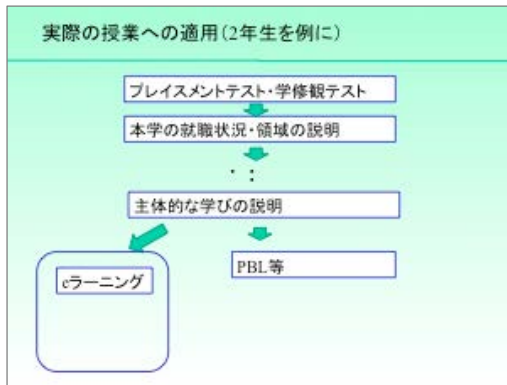 実際の授業への適用(2年生を例に)
プレイスメントテスト・学修観テスト
本学の就職状況・領域の説明
・：
主体的な学びの説明
eラーニング
PBL等